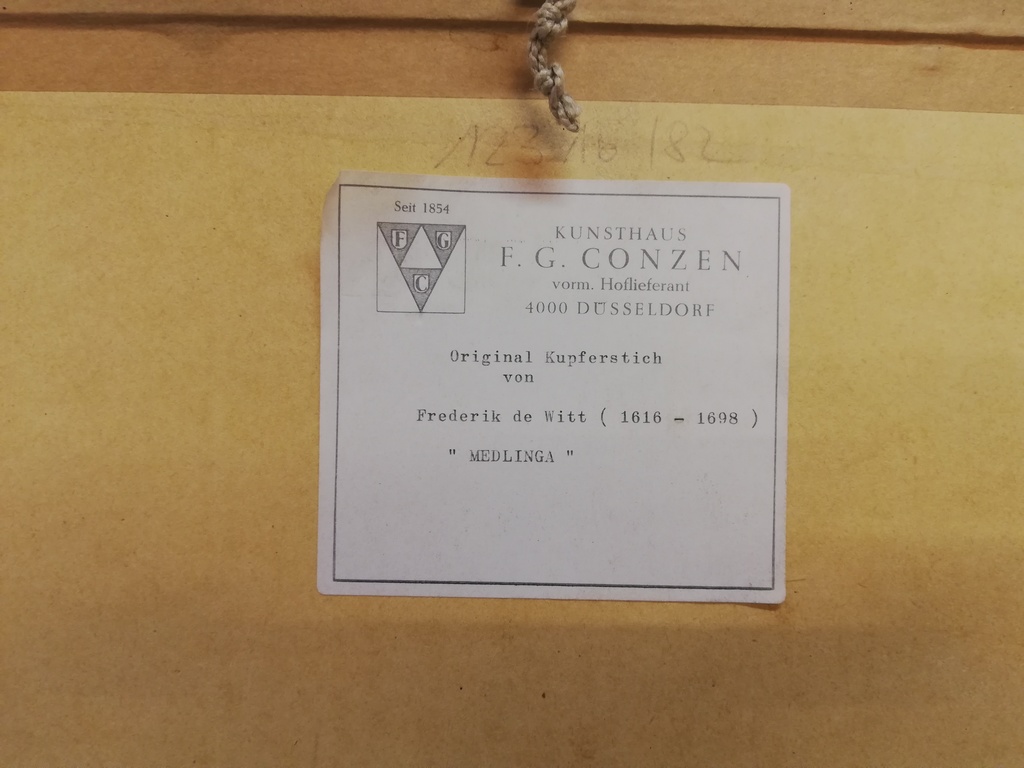 Seit 1854
F G
C
KUNSTHAUS
F. G. CONZEN
vorm. Hoflieferant
4000 DÜSSELDORF
Original Kupferstich
von
Frederik de Witt ( 1616 - 1698 )
" MEDLINGA "